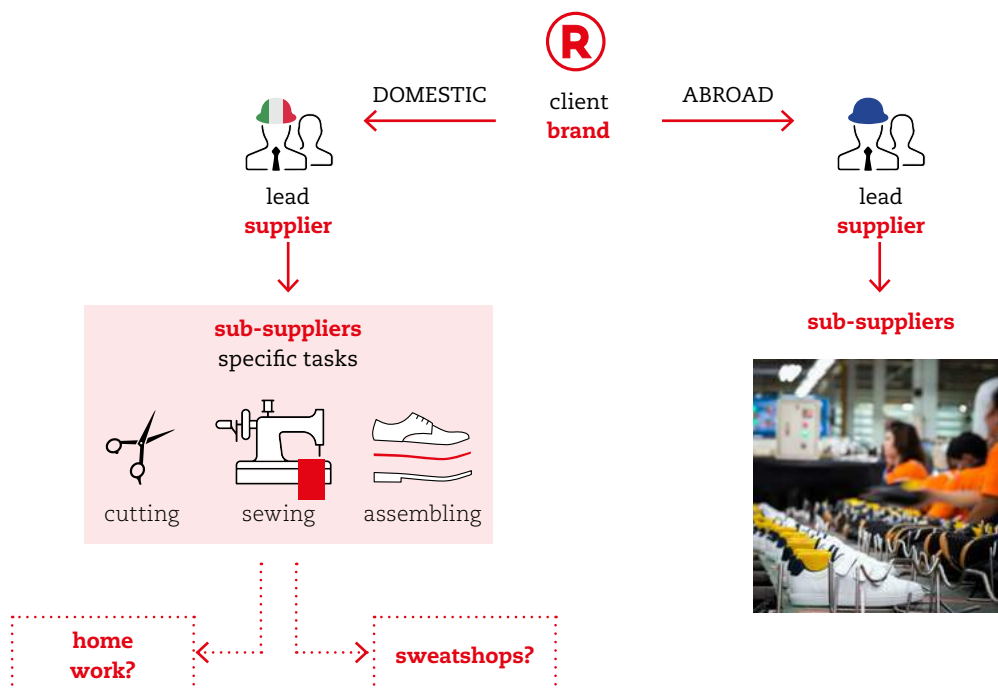 R
DOMESTIC
client
brand
ABROAD
lead
supplier
lead
supplier
sub-suppliers
specific tasks
sub-suppliers
cutting
sewing
assembling
home
work?
sweatshops?